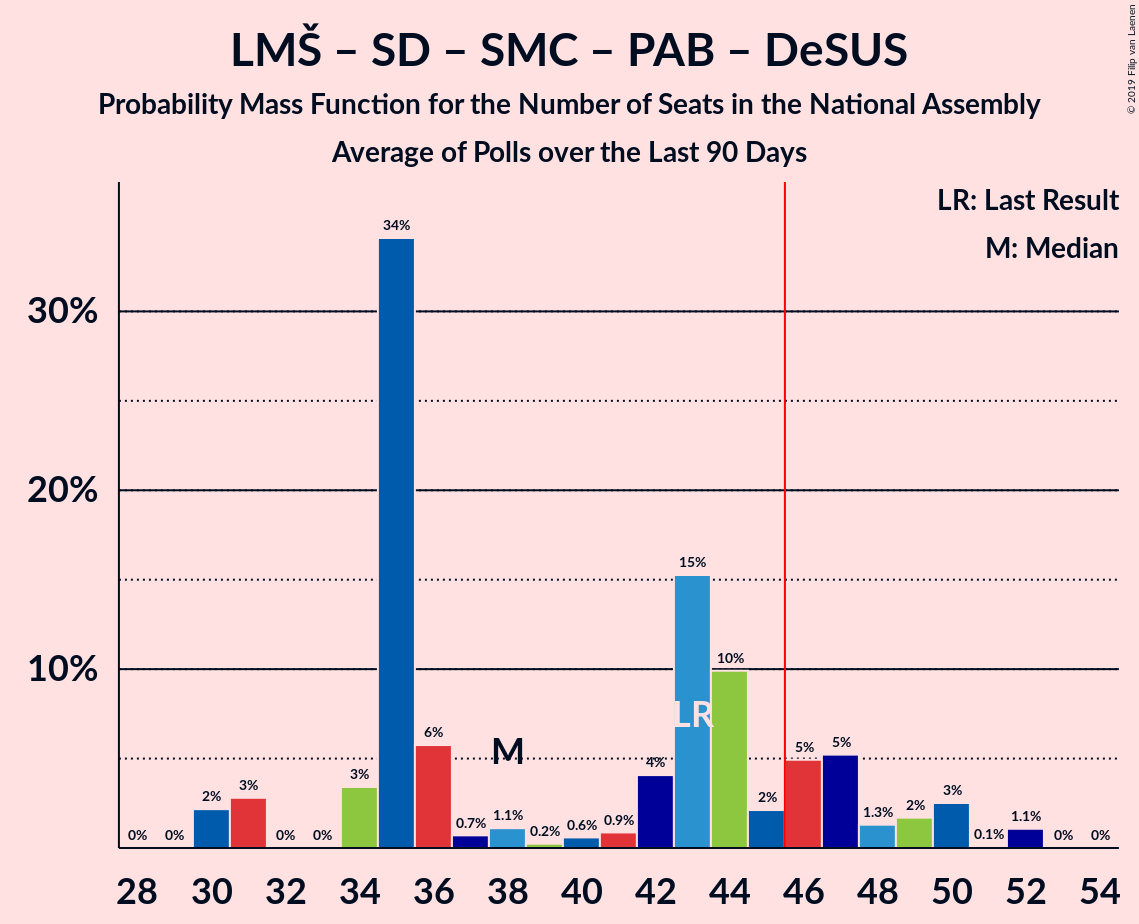 LMŠ – SD – SMC – PAB – DeSUS
Probability Mass Function for the Number of Seats in the National Assembly
Average of Polls over the Last 90 Days
© 2019 Filip van Laenen
LR: Last Result
M: Median
30%
20%
10%
0% 0% 2% 3% 0% 0% 3% 34% 6% 0.7% 1.1% 0.2% 0.6% 0.9% 4% 15% 10% 2% 5% 5% 1.3% 2% 3% 0.1% 1.1% 0% 0%
M
LR
28 30 32 34 36 38 40 42 44 46 48 50 52 54